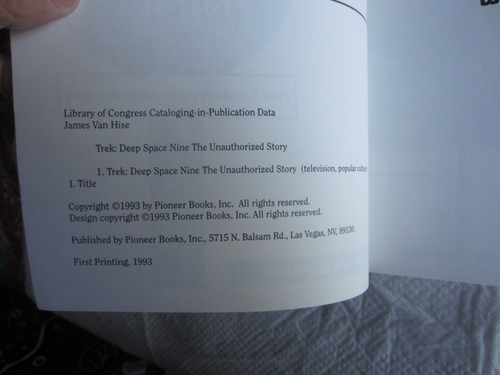 Library of Congress Cataloging-in-Publication Data
James Van Hise
Trek: Deep Space Nine The Unauthorized Story
1. Trek: Deep Space Nine The Unauthorized Story (television, popular culture
I. Title
Copyright ©1993 by Pioneer Books, Inc. All rights reserved.
Design copyright ©1993 Pioneer Books, Inc. All rights reserved.
Published by Pioneer Books, Inc., 5715 N. Balsam Rd., Las Vegas, NV, 89130.
First Printing, 1993